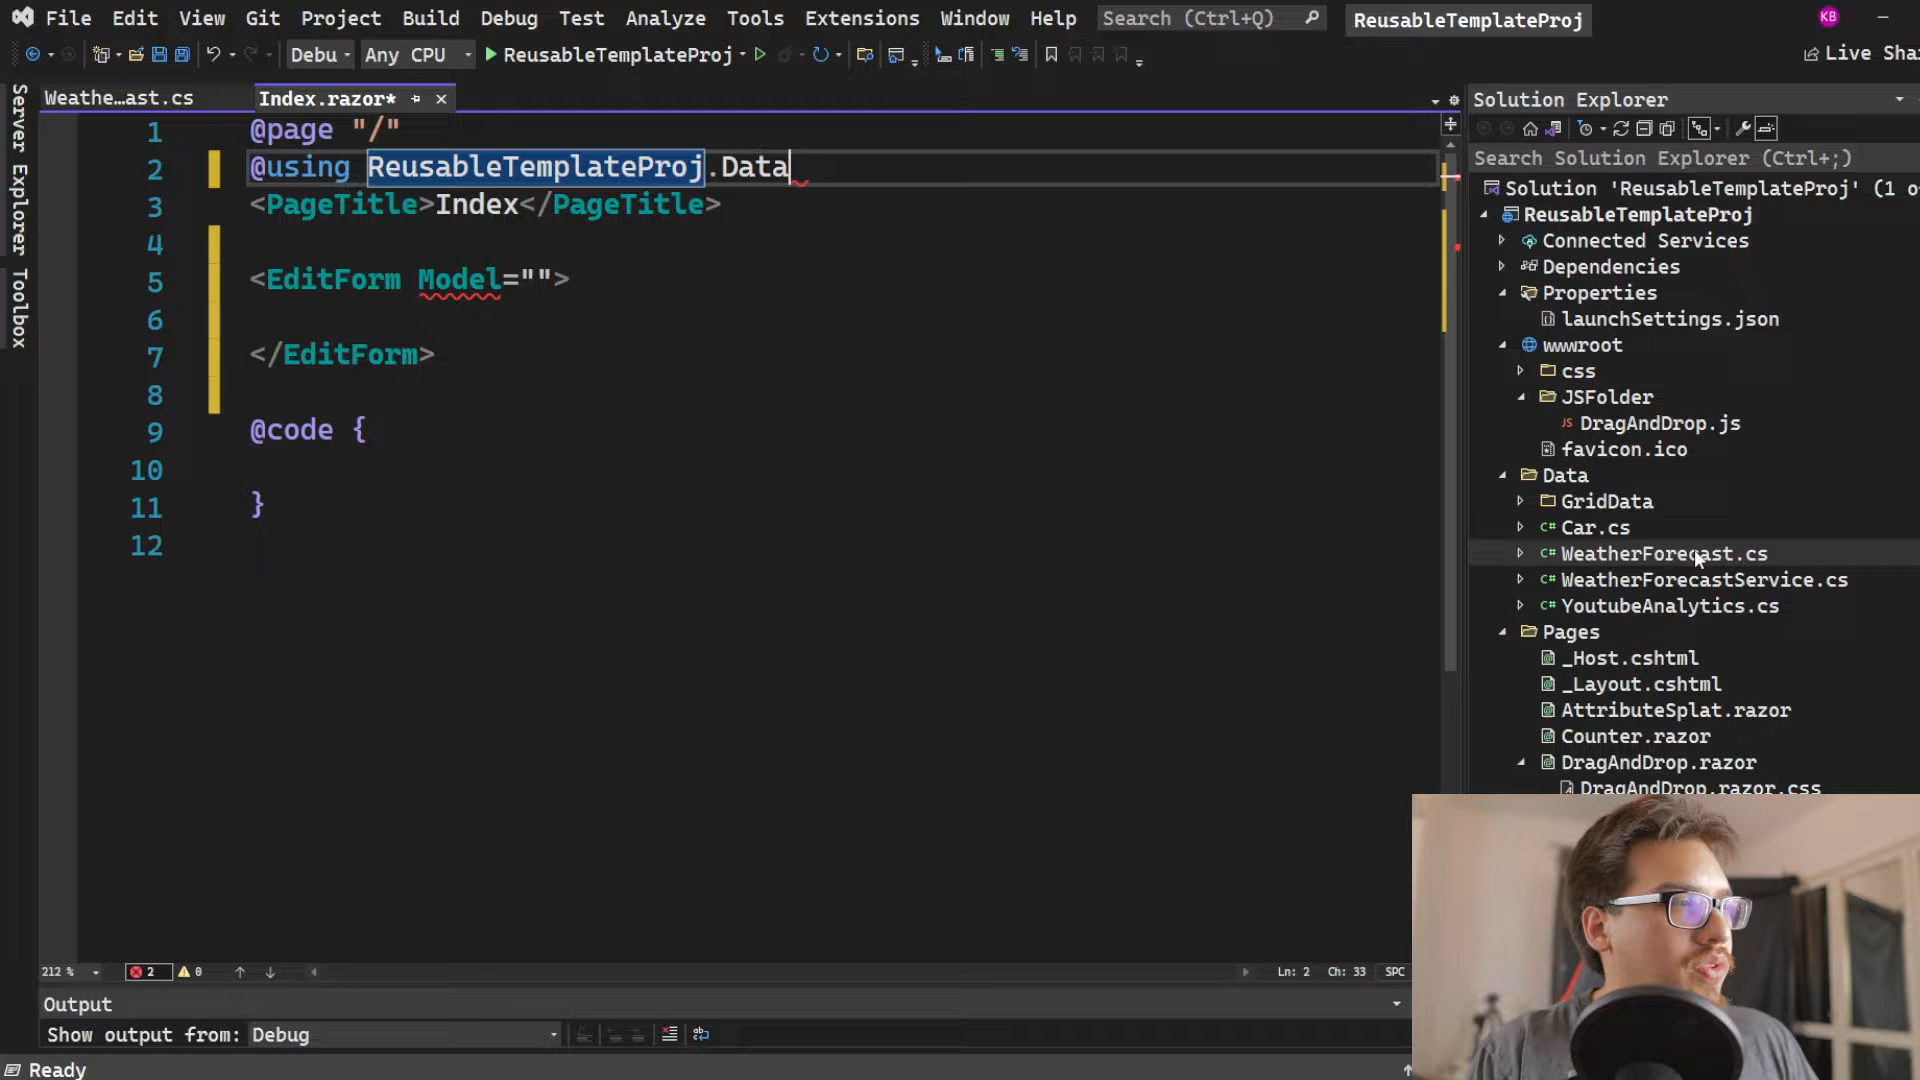 File Edit View Git Project Build Debug Test Analyze Tools Extensions Window Help Search (Ctrl+Q) ReusableTemplateProj KB
Debu Any CPU ReusableTemplateProj Live Sha
Server Explorer
Toolbox
Weathe…ast.cs Index.razor*
1 @page "/"
2 @using ReusableTemplateProj.Data
3 <PageTitle>Index</PageTitle>
4
5 <EditForm Model="">
6
7 </EditForm>
8
9 @code {
10
11 }
12
212 % 2 0 Ln: 2 Ch: 33 SPC
Output
Show output from: Debug
Ready
Solution Explorer
Search Solution Explorer (Ctrl+;)
Solution 'ReusableTemplateProj' (1 o
ReusableTemplateProj
Connected Services
Dependencies
Properties
launchSettings.json
wwwroot
css
JSFolder
JS DragAndDrop.js
favicon.ico
Data
GridData
C# Car.cs
C# WeatherForecast.cs
C# WeatherForecastService.cs
C# YoutubeAnalytics.cs
Pages
_Host.cshtml
_Layout.cshtml
AttributeSplat.razor
Counter.razor
DragAndDrop.razor
DragAndDrop.razor.css